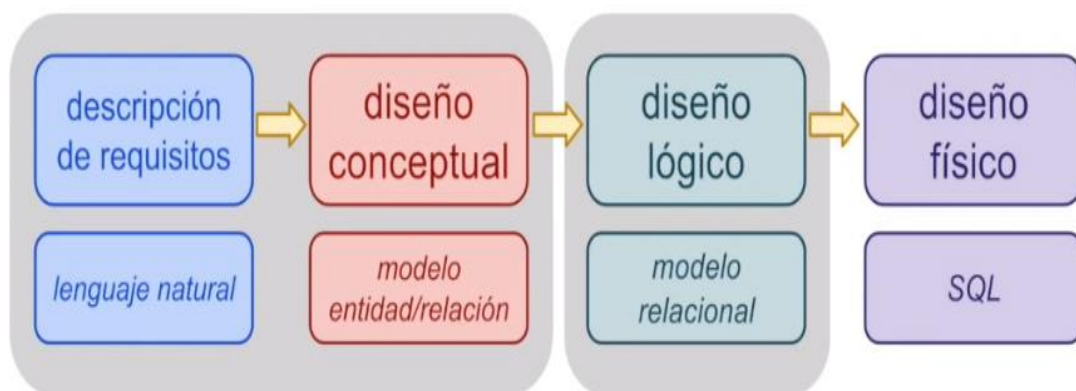 descripción
de requisitos
diseño
conceptual
diseño
lógico
diseño
físico
lenguaje natural
modelo
entidad/relación
modelo
relacional
SQL